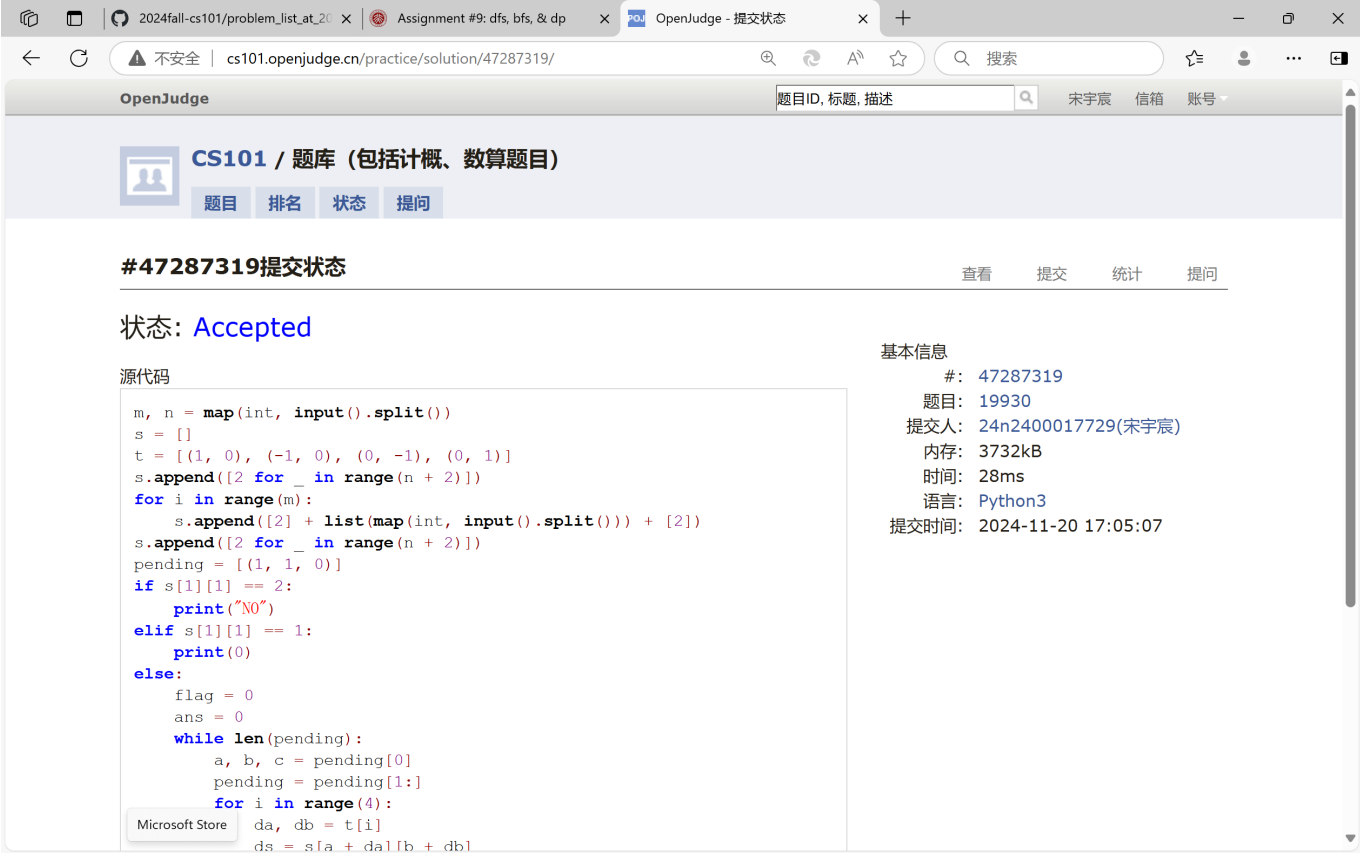 2024fall-cs101/problem_list_at_20
Assignment #9: dfs, bfs, & dp
POJ
OpenJudge - 提交状态
不安全
cs101.openjudge.cn/practice/solution/47287319/
搜索
OpenJudge
题目ID, 标题, 描述
宋宇宸
信箱
账号
CS101 / 题库（包括计概、数算题目）
题目
排名
状态
提问
#47287319提交状态
查看
提交
统计
提问
状态: Accepted
源代码
m, n = map(int, input().split())
s = []
t = [(1, 0), (-1, 0), (0, -1), (0, 1)]
s.append([2 for _ in range(n + 2)])
for i in range(m):
    s.append([2] + list(map(int, input().split())) + [2])
s.append([2 for _ in range(n + 2)])
pending = [(1, 1, 0)]
if s[1][1] == 2:
    print("NO")
elif s[1][1] == 1:
    print(0)
else:
    flag = 0
    ans = 0
    while len(pending):
        a, b, c = pending[0]
        pending = pending[1:]
        for i in range(4):
            da, db = t[i]
            ds = s[a + da][b + db]
Microsoft Store
基本信息
#: 47287319
题目: 19930
提交人: 24n2400017729(宋宇宸)
内存: 3732kB
时间: 28ms
语言: Python3
提交时间: 2024-11-20 17:05:07